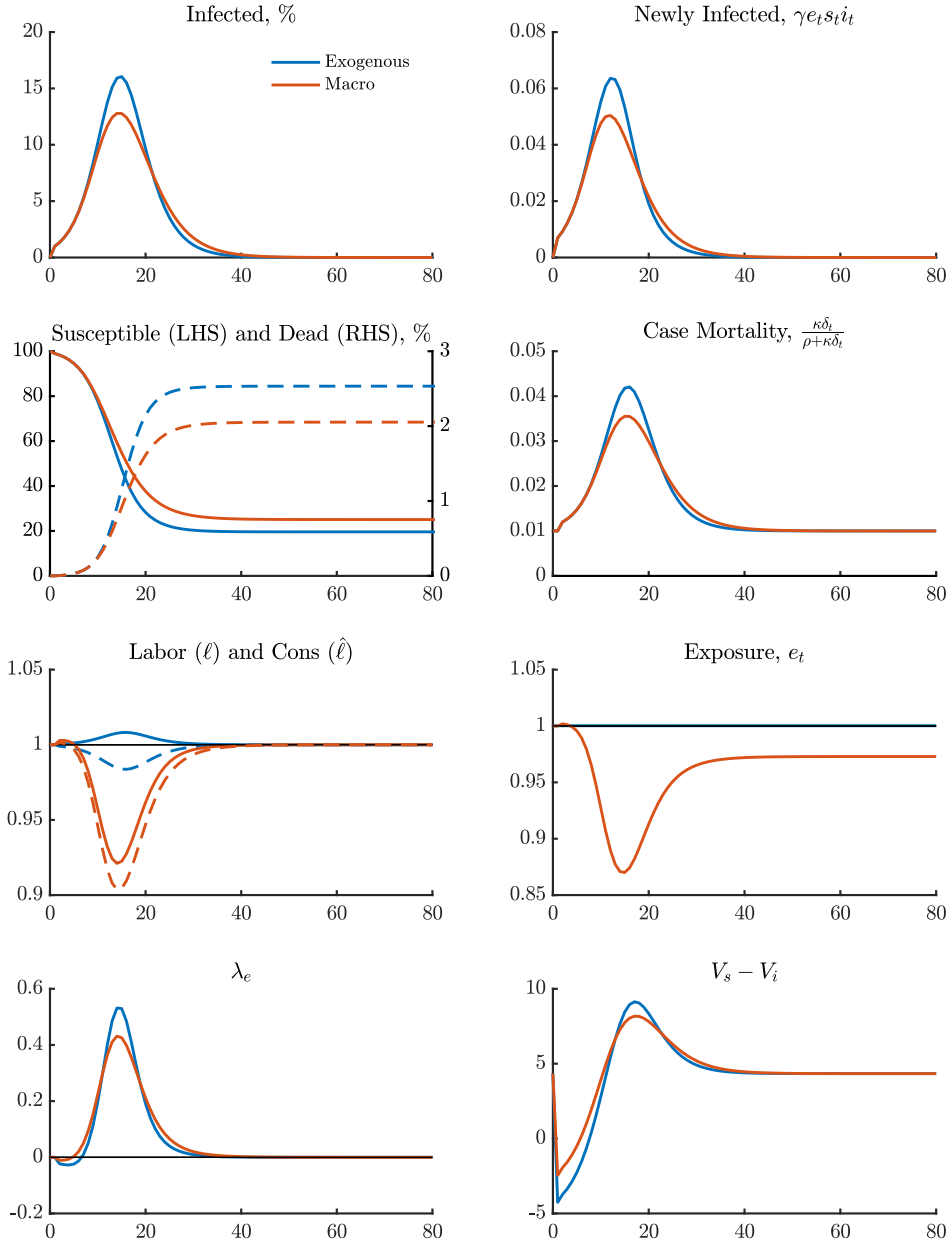 Infected, %
20
15
10
5
0
0 20 40 60 80
Exogenous
Macro
Newly Infected, γeₜsₜiₜ
0.08
0.06
0.04
0.02
0
0 20 40 60 80
Susceptible (LHS) and Dead (RHS), %
100
80
60
40
20
0
3
2
1
0
0 20 40 60 80
Case Mortality, κδₜ/(ρ+κδₜ)
0.05
0.04
0.03
0.02
0.01
0
0 20 40 60 80
Labor (ℓ) and Cons (ℓ̂)
1.05
1
0.95
0.9
0 20 40 60 80
Exposure, eₜ
1.05
1
0.95
0.9
0.85
0 20 40 60 80
λₑ
0.6
0.4
0.2
0
-0.2
0 20 40 60 80
Vₛ − Vᵢ
10
5
0
-5
0 20 40 60 80